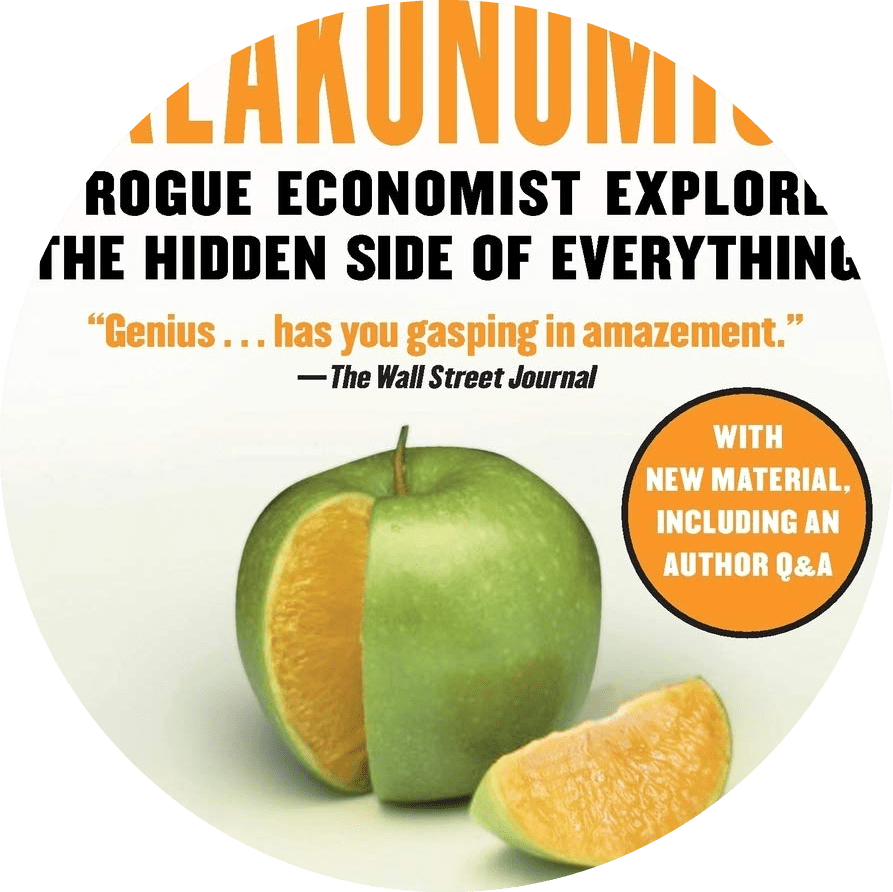 EAKONOMIC
ROGUE ECONOMIST EXPLORE
THE HIDDEN SIDE OF EVERYTHING
“Genius . . . has you gasping in amazement.”
—The Wall Street Journal
WITH
NEW MATERIAL,
INCLUDING AN
AUTHOR Q&A